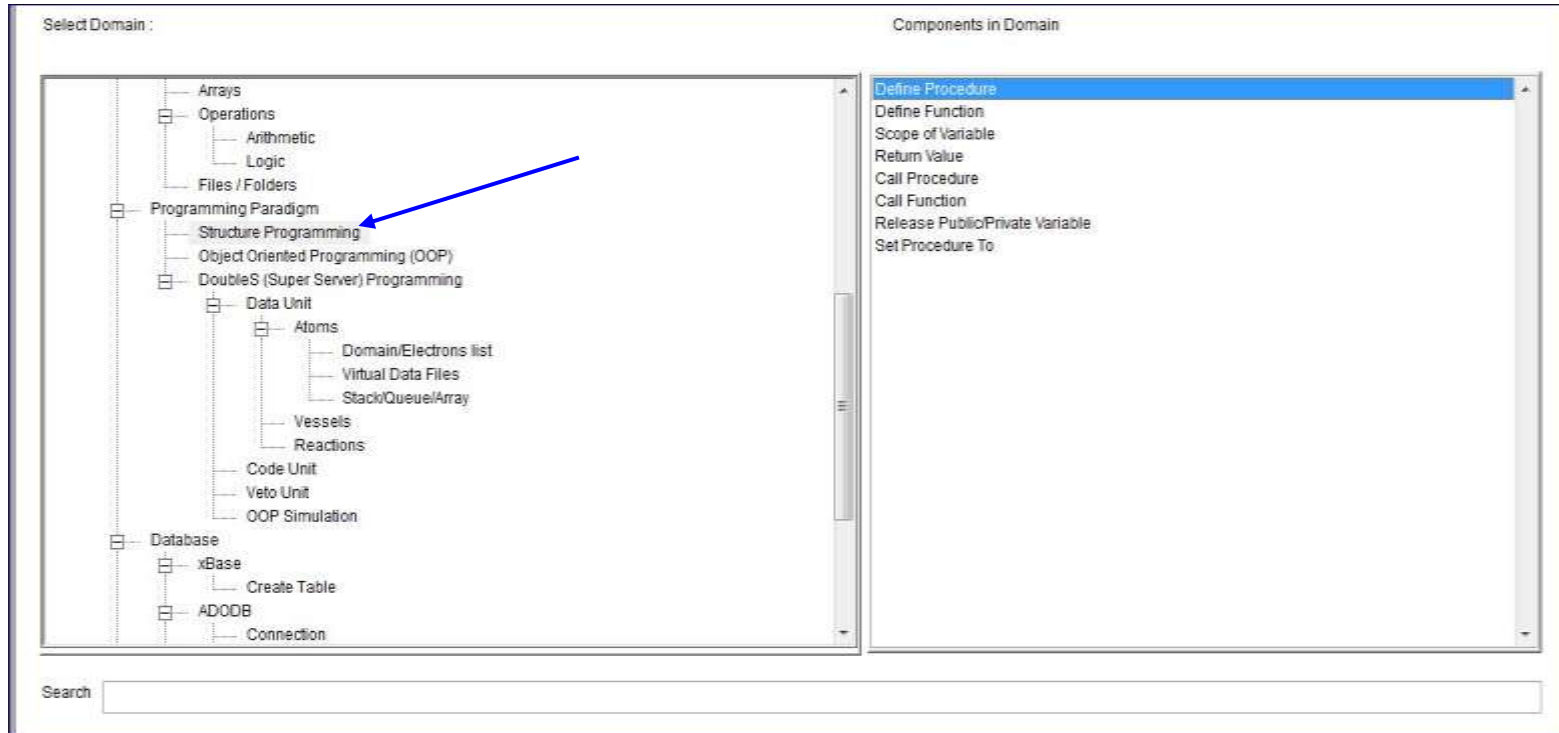 Select Domain :
Components in Domain
Arrays
Operations
Arithmetic
Logic
Files / Folders
Programming Paradigm
Structure Programming
Object Oriented Programming (OOP)
DoubleS (Super Server) Programming
Data Unit
Atoms
Domain/Electrons list
Virtual Data Files
Stack/Queue/Array
Vessels
Reactions
Code Unit
Veto Unit
OOP Simulation
Database
xBase
Create Table
ADODB
Connection
Define Procedure
Define Function
Scope of Variable
Return Value
Call Procedure
Call Function
Release Public/Private Variable
Set Procedure To
Search